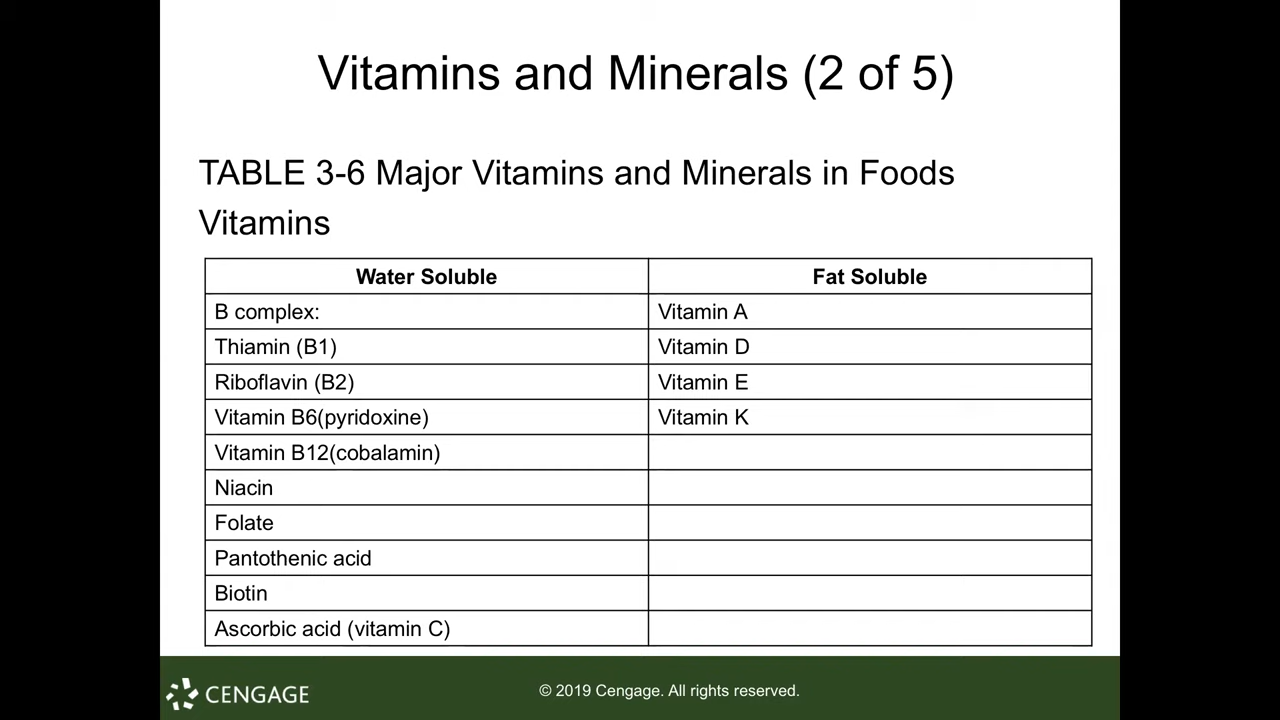 Vitamins and Minerals (2 of 5)
TABLE 3-6 Major Vitamins and Minerals in Foods
Vitamins
Water Soluble Fat Soluble
B complex: Vitamin A
Thiamin (B1) Vitamin D
Riboflavin (B2) Vitamin E
Vitamin B6(pyridoxine) Vitamin K
Vitamin B12(cobalamin)
Niacin
Folate
Pantothenic acid
Biotin
Ascorbic acid (vitamin C)
CENGAGE © 2019 Cengage. All rights reserved.